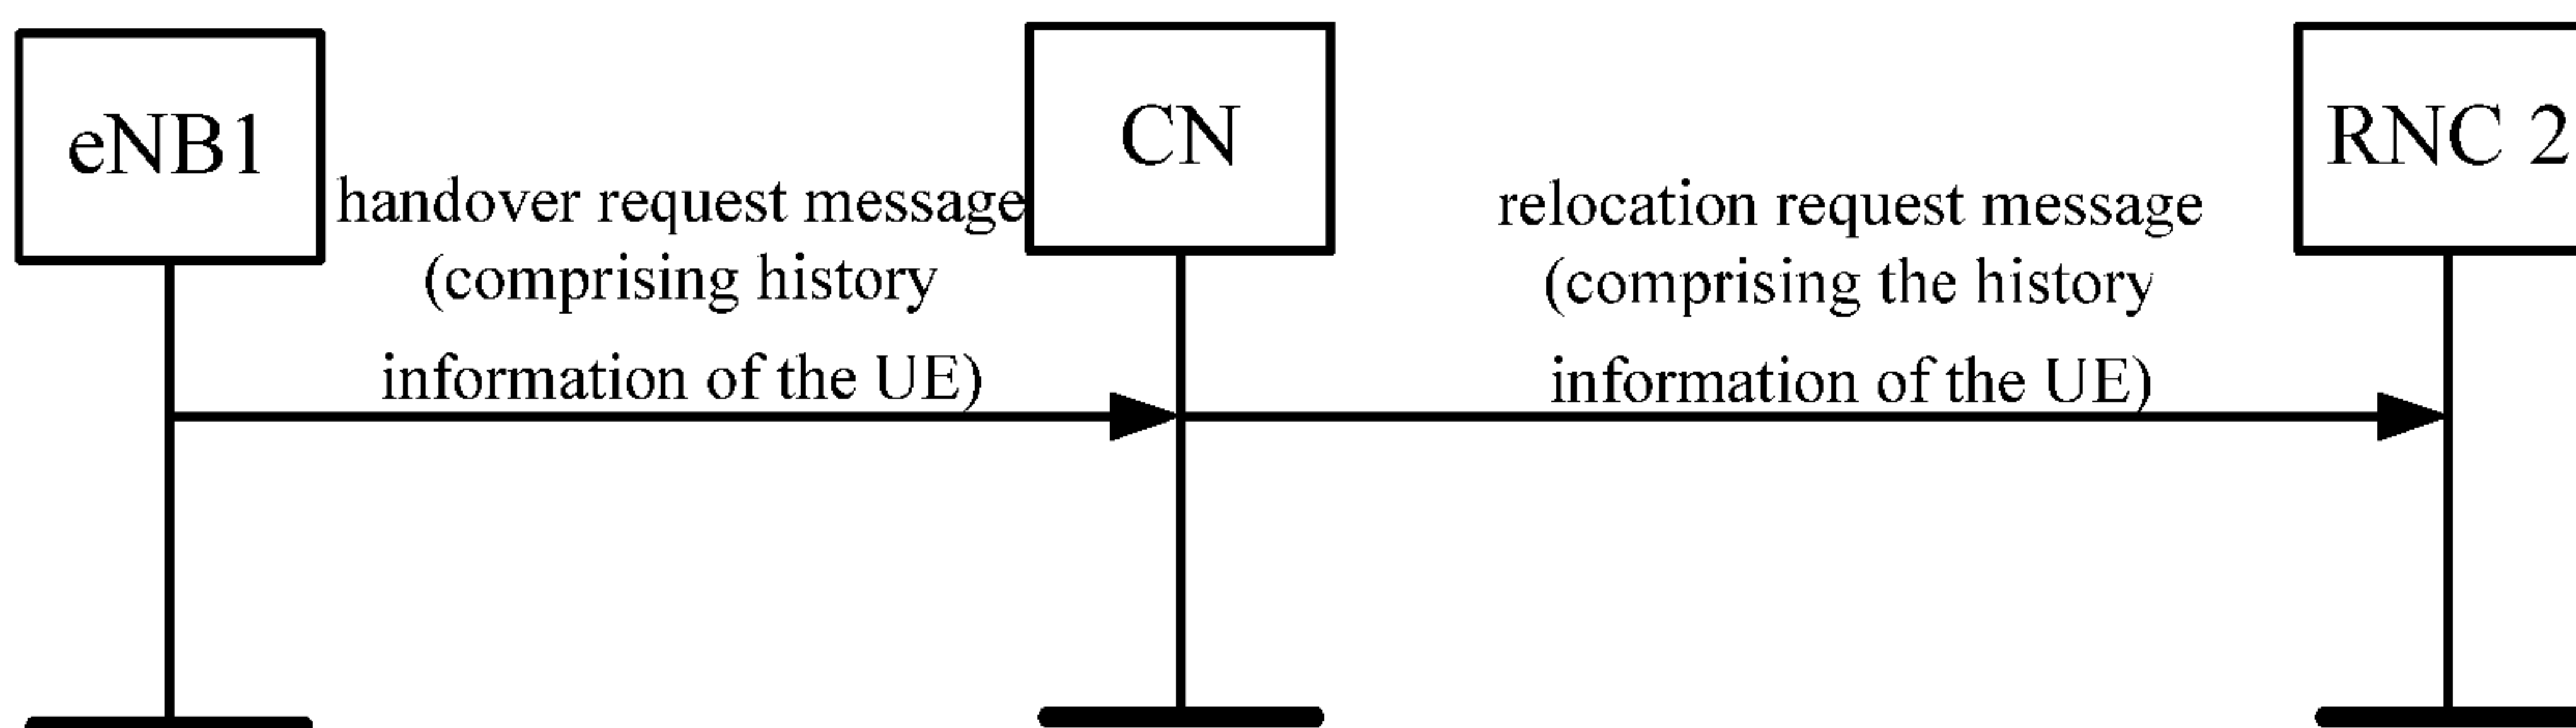 eNB1
CN
RNC 2
handover request message
(comprising history
information of the UE)
relocation request message
(comprising the history
information of the UE)